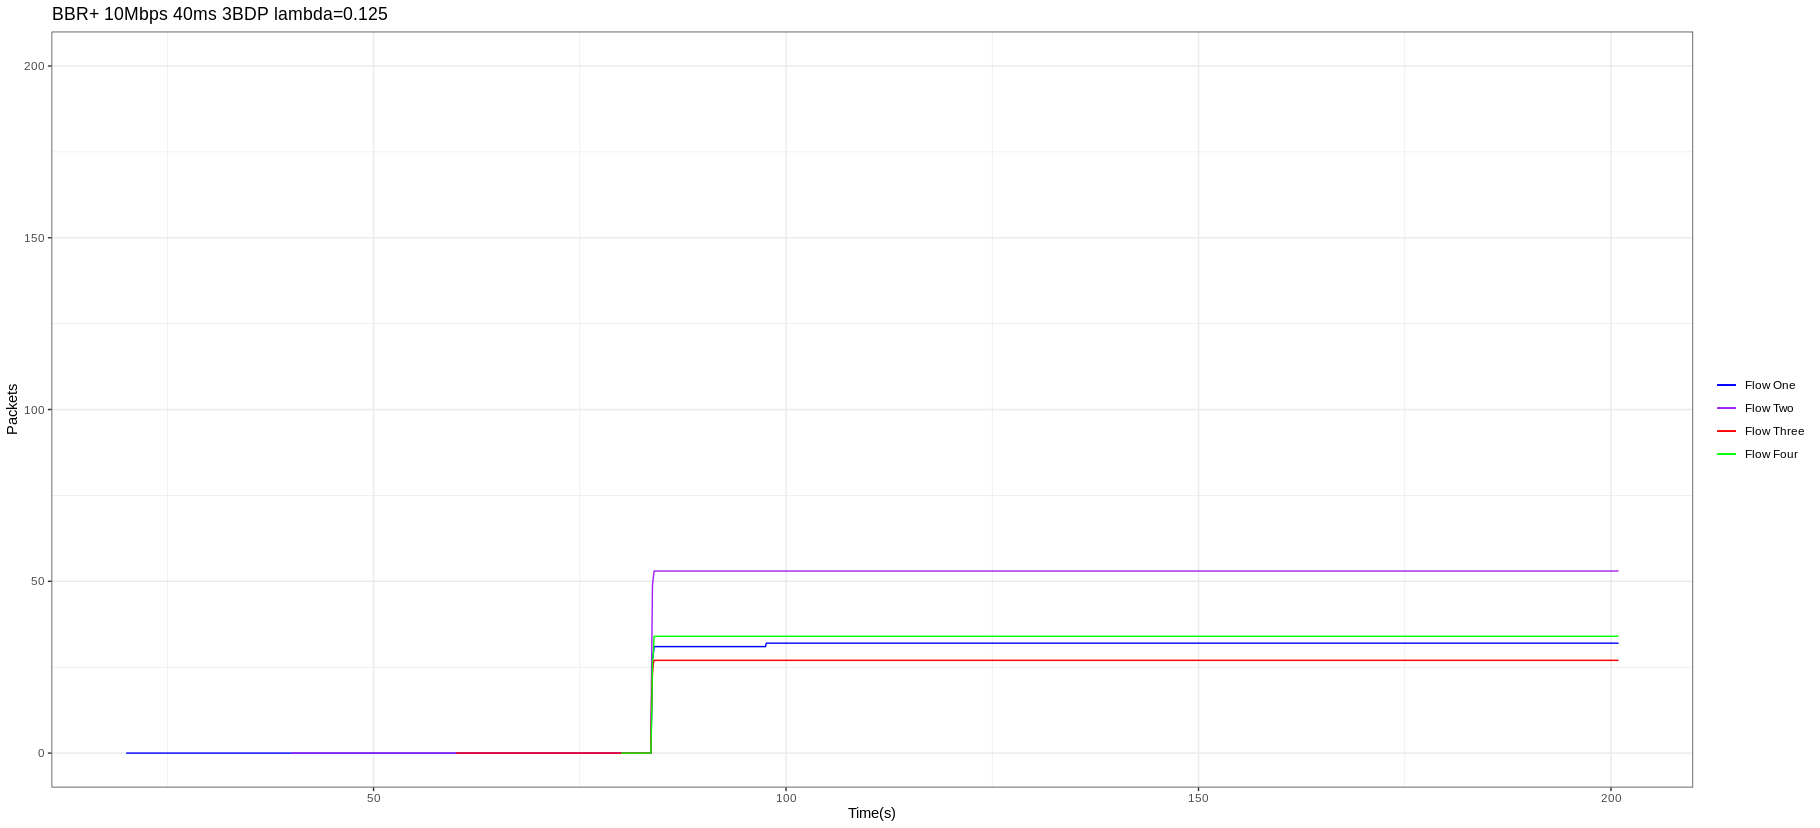 BBR+ 10Mbps 40ms 3BDP lambda=0.125
200
150
100
50
0
Packets
50
100
150
200
Time(s)
Flow One
Flow Two
Flow Three
Flow Four